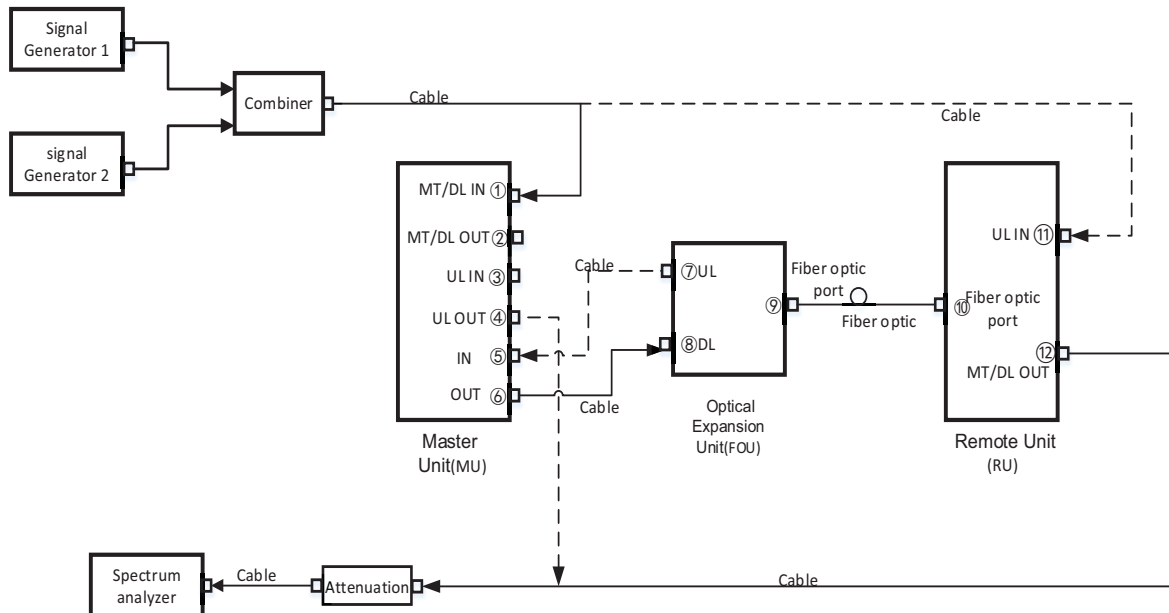 Signal
Generator 1
signal
Generator 2
Combiner
Cable
Cable
MT/DL IN ①
MT/DL OUT ②
UL IN ③
UL OUT ④
IN ⑤
OUT ⑥
Master
Unit(MU)
Cable
Cable
⑦UL
⑧DL
⑨
Optical
Expansion
Unit(FOU)
Fiber optic
port
Fiber optic
UL IN ⑪
⑩Fiber optic
port
⑫
MT/DL OUT
Remote Unit
(RU)
Spectrum
analyzer
Cable
Attenuation
Cable